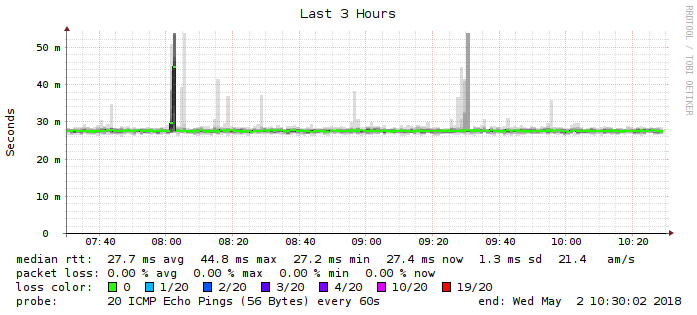 Last 3 Hours
RRDTOOL / TOBI OETIKER
Seconds
50 m
40 m
30 m
20 m
10 m
0
07:40 08:00 08:20 08:40 09:00 09:20 09:40 10:00 10:20
median rtt: 27.7 ms avg 44.8 ms max 27.2 ms min 27.4 ms now 1.3 ms sd 21.4 am/s
packet loss: 0.00 % avg 0.00 % max 0.00 % min 0.00 % now
loss color: 0 1/20 2/20 3/20 4/20 10/20 19/20
probe: 20 ICMP Echo Pings (56 Bytes) every 60s end: Wed May 2 10:30:02 2018